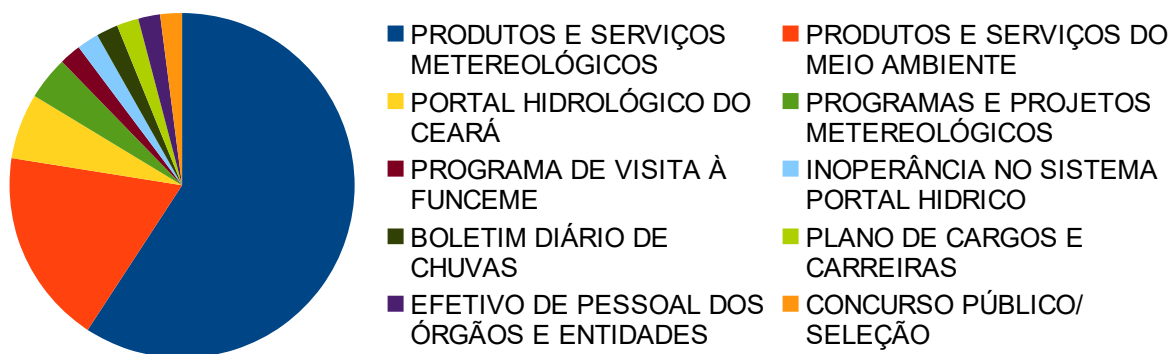 PRODUTOS E SERVIÇOS
METEREOLÓGICOS
PRODUTOS E SERVIÇOS DO
MEIO AMBIENTE
PORTAL HIDROLÓGICO DO
CEARÁ
PROGRAMAS E PROJETOS
METEREOLÓGICOS
PROGRAMA DE VISITA À
FUNCEME
INOPERÂNCIA NO SISTEMA
PORTAL HIDRICO
BOLETIM DIÁRIO DE
CHUVAS
PLANO DE CARGOS E
CARREIRAS
EFETIVO DE PESSOAL DOS
ÓRGÃOS E ENTIDADES
CONCURSO PÚBLICO/
SELEÇÃO